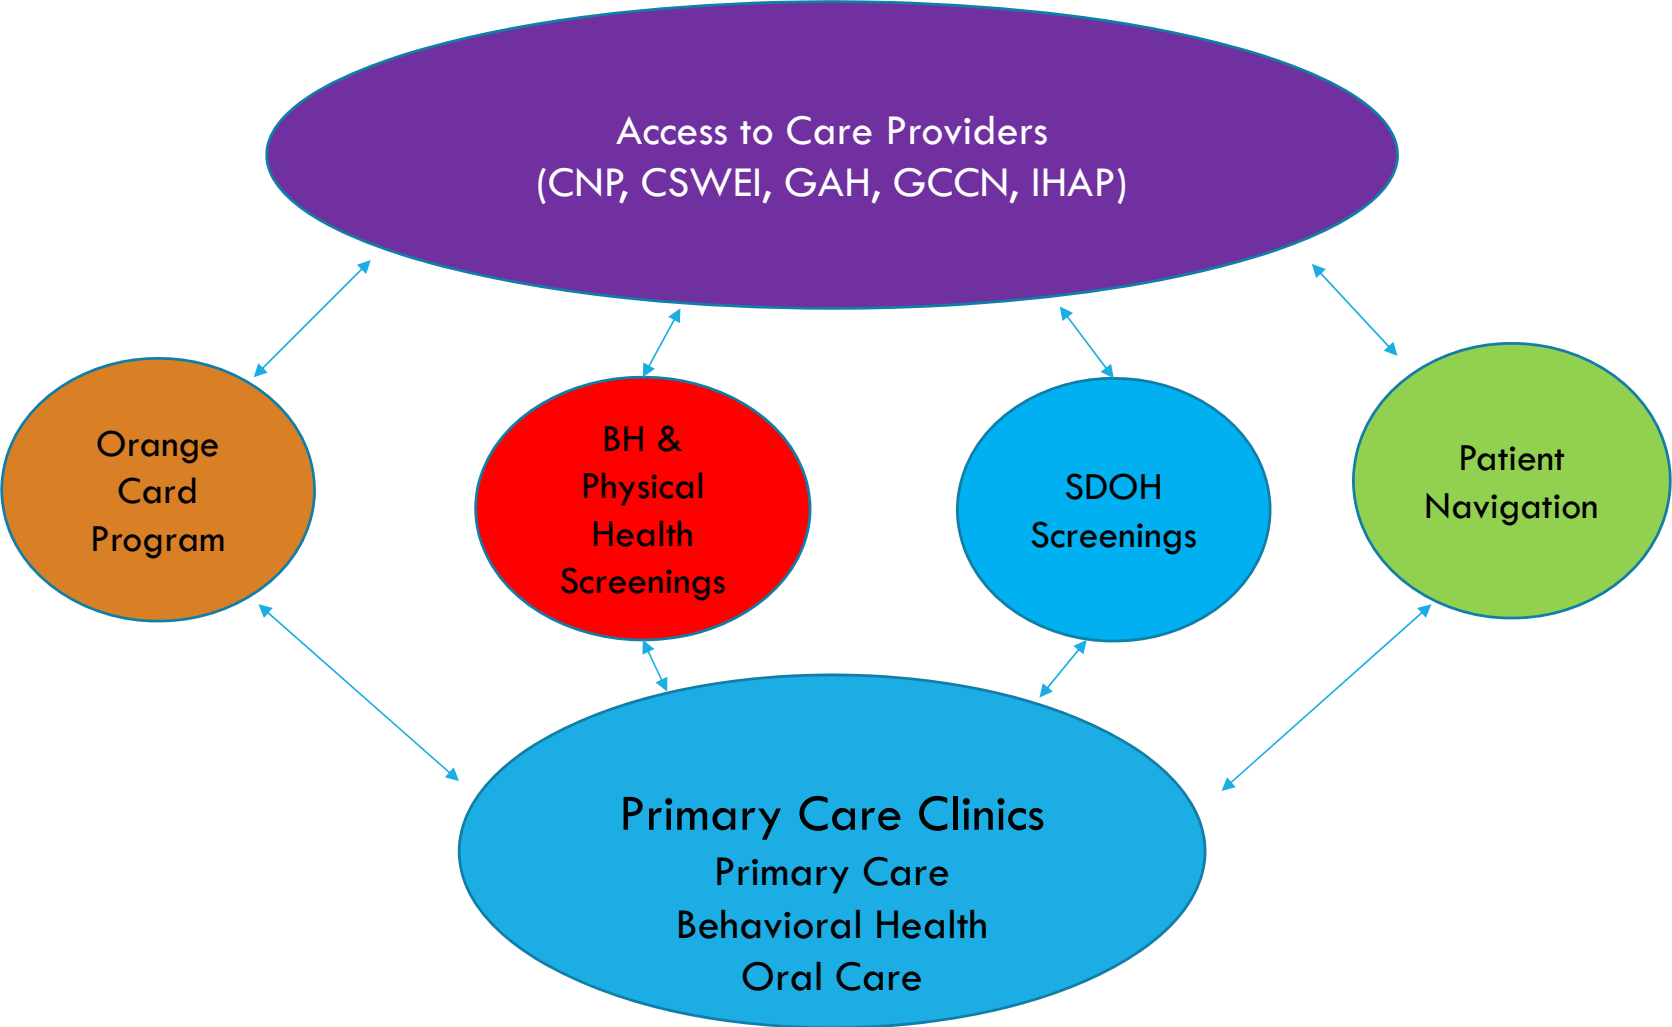 Access to Care Providers
(CNP, CSWEI, GAH, GCCN, IHAP)
Orange
Card
Program
BH &
Physical
Health
Screenings
SDOH
Screenings
Patient
Navigation
Primary Care Clinics
Primary Care
Behavioral Health
Oral Care